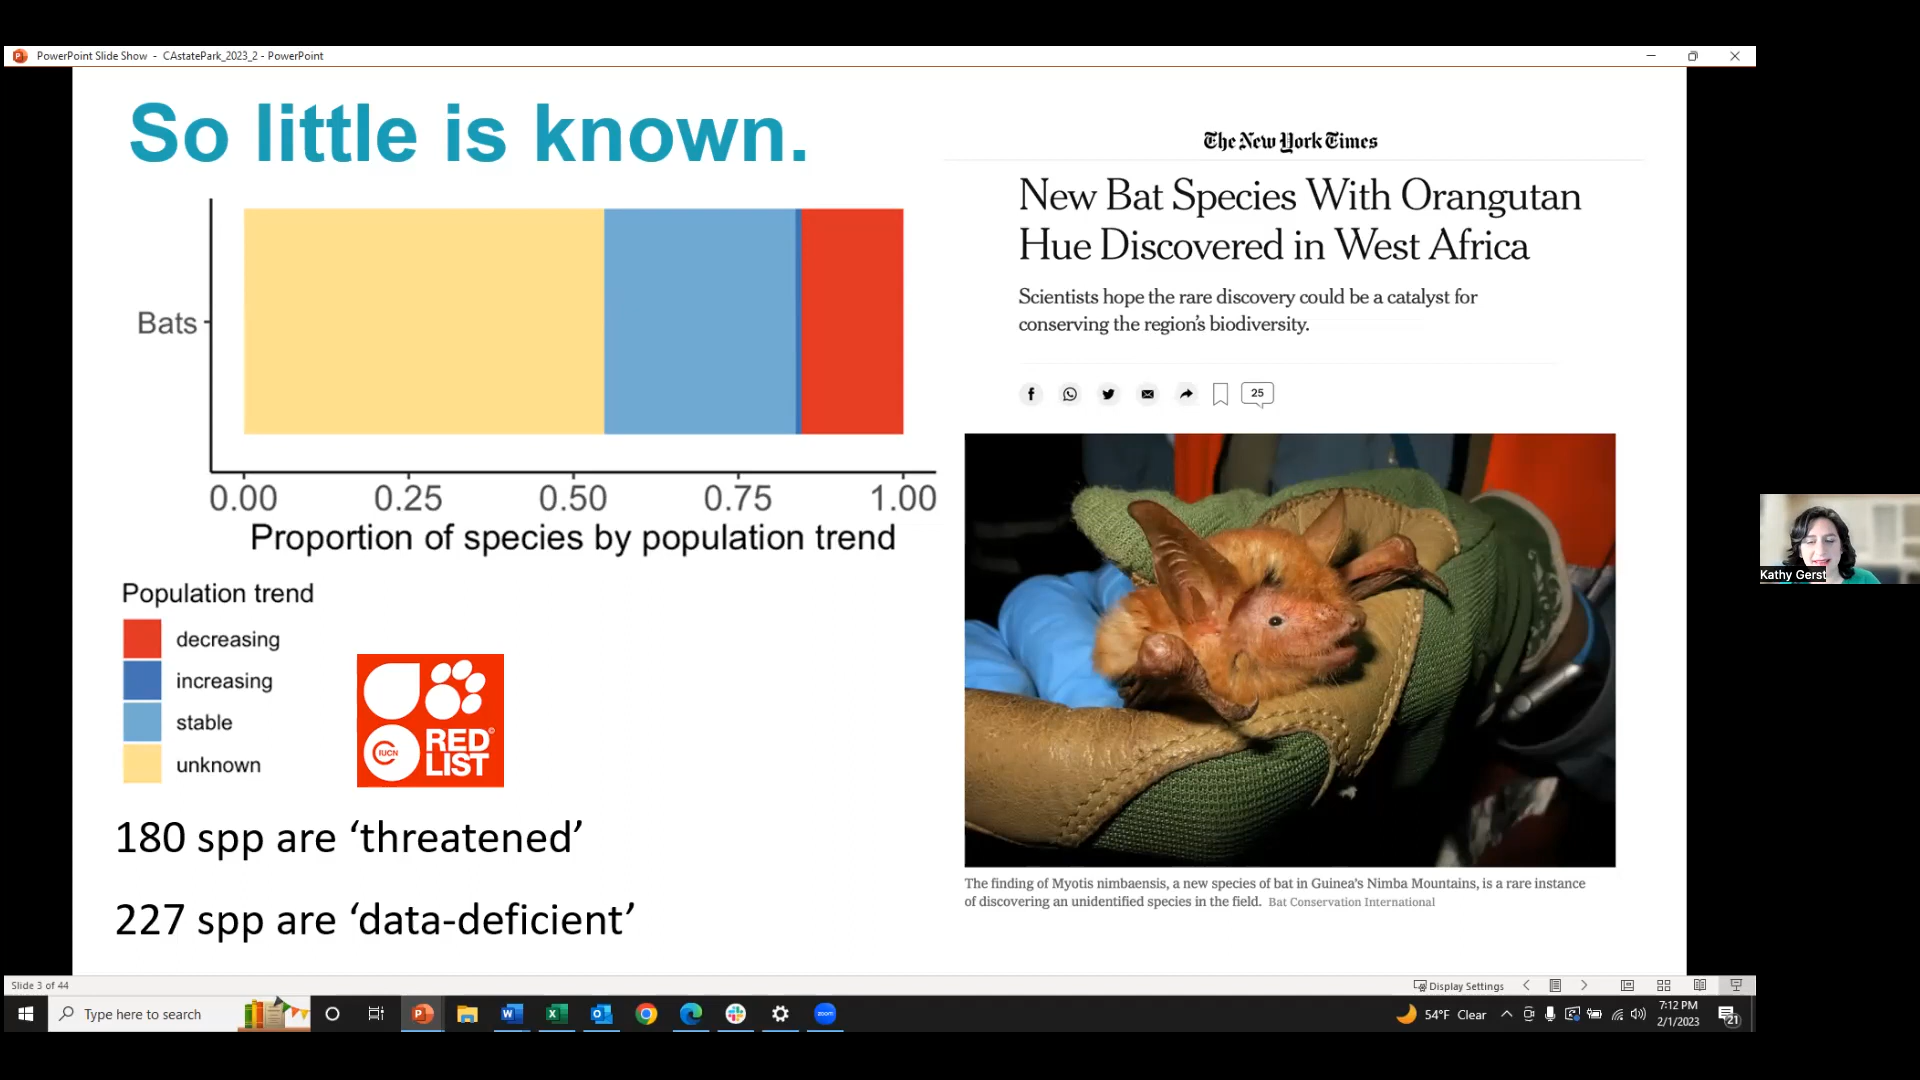 PowerPoint Slide Show - CAstatePark_2023_2 - PowerPoint
So little is known.
Bats
0.00 0.25 0.50 0.75 1.00
Proportion of species by population trend
Population trend
decreasing
increasing
stable
unknown
IUCN
RED
LIST
180 spp are ‘threatened’
227 spp are ‘data-deficient’
The New York Times
New Bat Species With Orangutan
Hue Discovered in West Africa
Scientists hope the rare discovery could be a catalyst for
conserving the region’s biodiversity.
25
The finding of Myotis nimbaensis, a new species of bat in Guinea’s Nimba Mountains, is a rare instance
of discovering an unidentified species in the field. Bat Conservation International
Kathy Gerst
Slide 3 of 44
Display Settings
Type here to search
zoom
54°F Clear
7:12 PM
2/1/2023
21